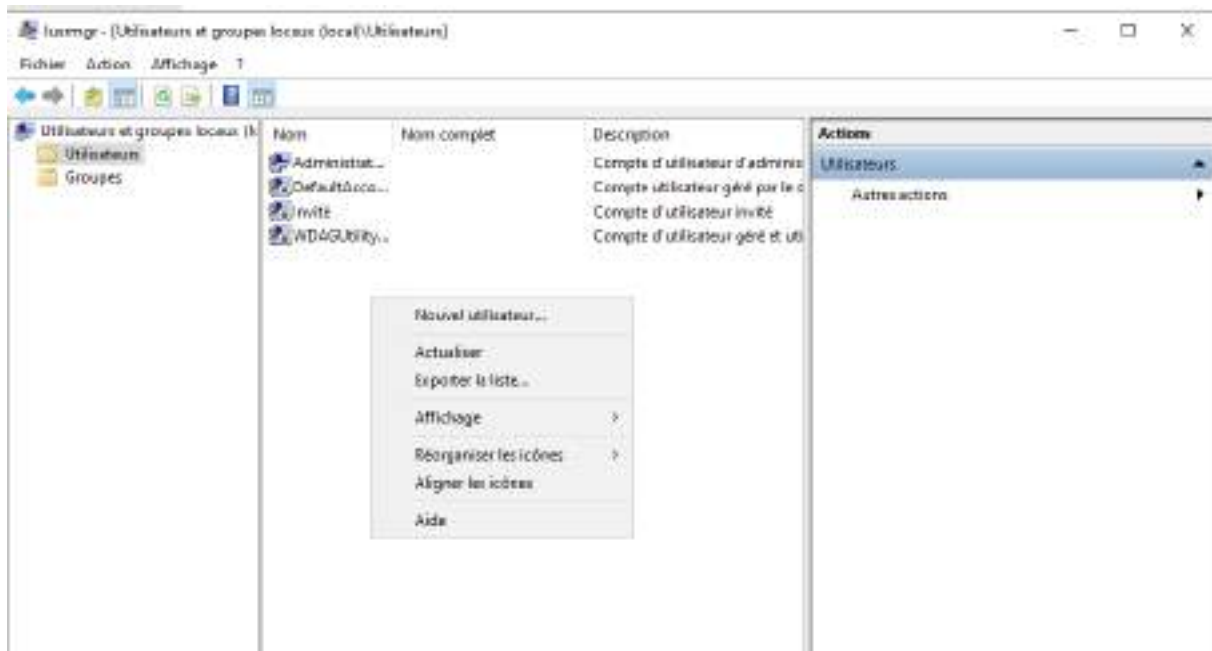 lusrmgr - [Utilisateurs et groupes locaux (local)\Utilisateurs]
Fichier Action Affichage ?
Utilisateurs et groupes locaux (l
Utilisateurs
Groupes
Nom Nom complet Description
Administrat... Compte d'utilisateur d'adminis
DefaultAcco... Compte utilisateur géré par le s
Invité Compte d'utilisateur invité
WDAGUtility... Compte d'utilisateur géré et uti
Nouvel utilisateur...
Actualiser
Exporter la liste...
Affichage
Réorganiser les icônes
Aligner les icônes
Aide
Actions
Utilisateurs
Autres actions